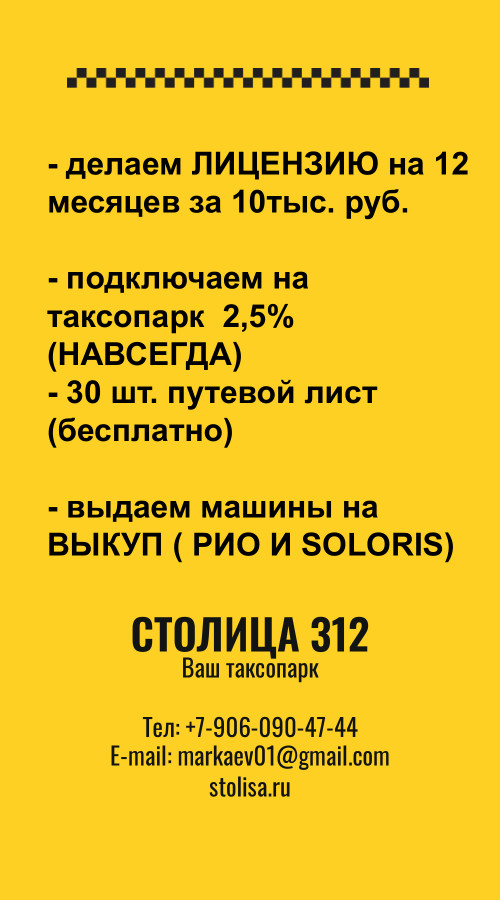 - делаем ЛИЦЕНЗИЮ на 12
месяцев за 10тыс. руб.
- подключаем на
таксопарк  2,5%
(НАВСЕГДА)
- 30 шт. путевой лист
(бесплатно)
- выдаем машины на
ВЫКУП ( РИО И SOLORIS)
СТОЛИЦА 312
Ваш таксопарк
Тел: +7-906-090-47-44
E-mail: markaev01@gmail.com
stolisa.ru